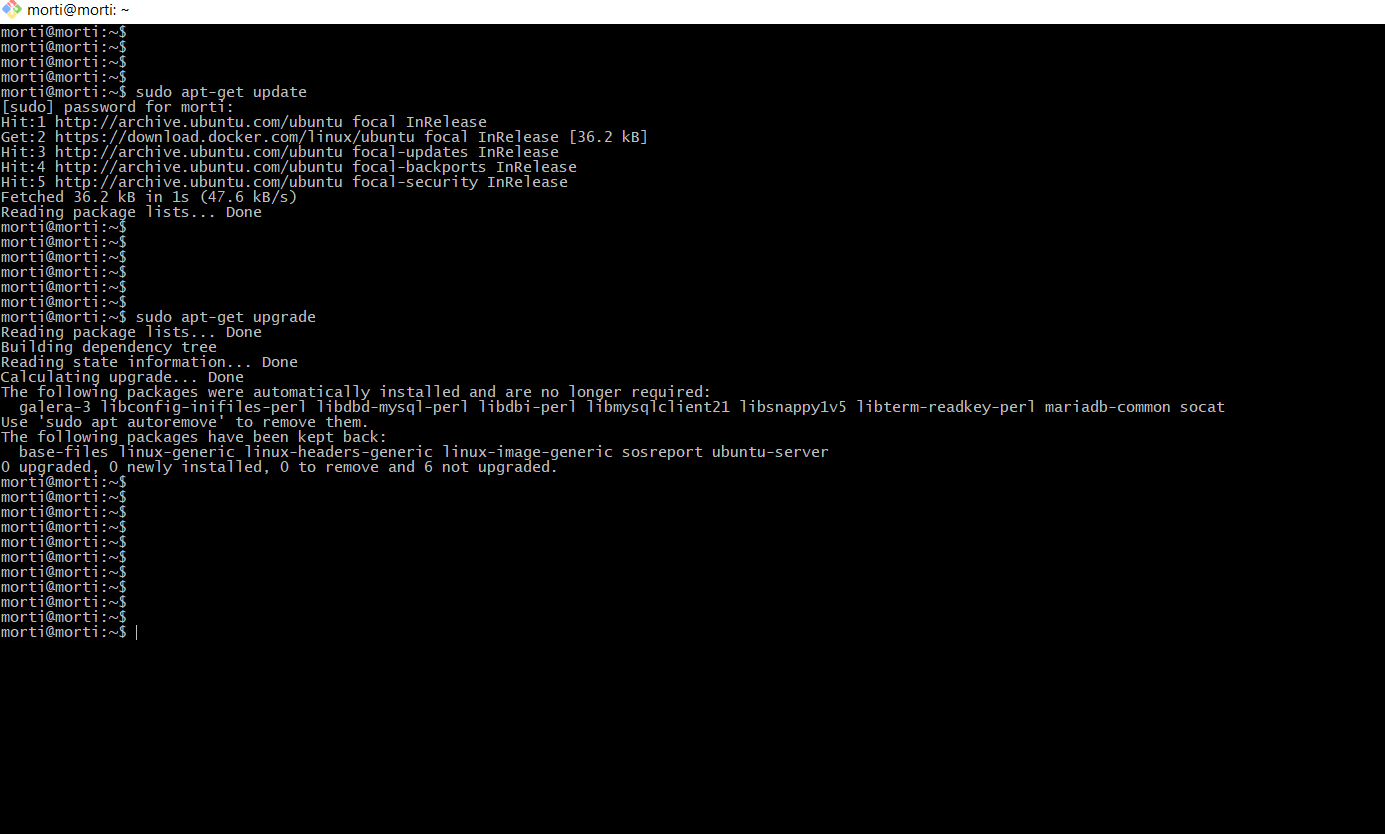 morti@morti: ~
morti@morti:~$
morti@morti:~$
morti@morti:~$
morti@morti:~$
morti@morti:~$ sudo apt-get update
[sudo] password for morti:
Hit:1 http://archive.ubuntu.com/ubuntu focal InRelease
Get:2 https://download.docker.com/linux/ubuntu focal InRelease [36.2 kB]
Hit:3 http://archive.ubuntu.com/ubuntu focal-updates InRelease
Hit:4 http://archive.ubuntu.com/ubuntu focal-backports InRelease
Hit:5 http://archive.ubuntu.com/ubuntu focal-security InRelease
Fetched 36.2 kB in 1s (47.6 kB/s)
Reading package lists... Done
morti@morti:~$
morti@morti:~$
morti@morti:~$
morti@morti:~$
morti@morti:~$
morti@morti:~$
morti@morti:~$ sudo apt-get upgrade
Reading package lists... Done
Building dependency tree
Reading state information... Done
Calculating upgrade... Done
The following packages were automatically installed and are no longer required:
  galera-3 libconfig-inifiles-perl libdbd-mysql-perl libdbi-perl libmysqlclient21 libsnappy1v5 libterm-readkey-perl mariadb-common socat
Use 'sudo apt autoremove' to remove them.
The following packages have been kept back:
  base-files linux-generic linux-headers-generic linux-image-generic sosreport ubuntu-server
0 upgraded, 0 newly installed, 0 to remove and 6 not upgraded.
morti@morti:~$
morti@morti:~$
morti@morti:~$
morti@morti:~$
morti@morti:~$
morti@morti:~$
morti@morti:~$
morti@morti:~$
morti@morti:~$
morti@morti:~$
morti@morti:~$